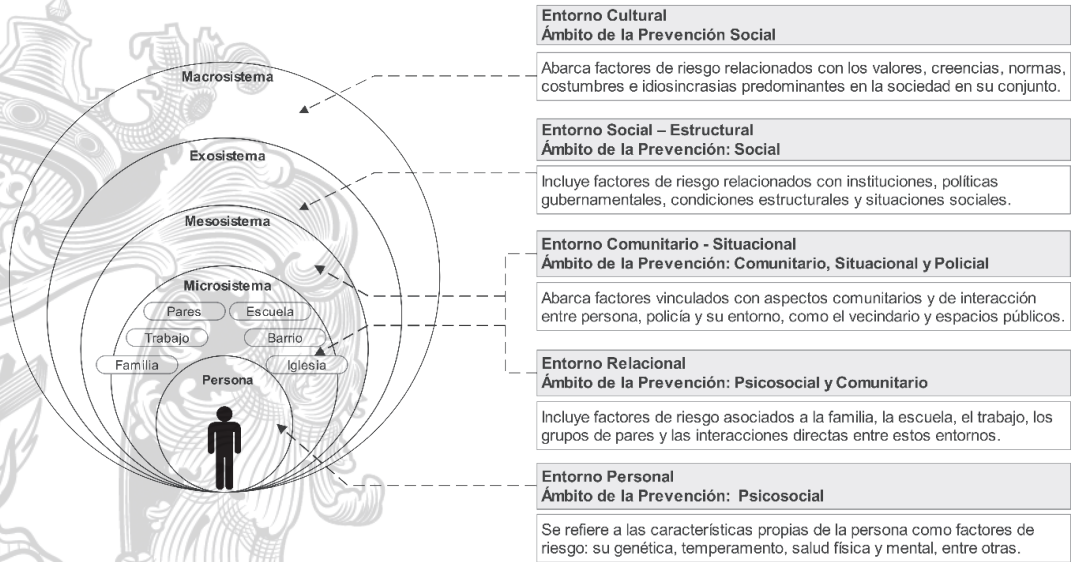 Macrosistema
Exosistema
Mesosistema
Microsistema
Pares
Escuela
Trabajo
Barrio
Familia
Iglesia
Persona
Entorno Cultural
Ámbito de la Prevención Social
Abarca factores de riesgo relacionados con los valores, creencias, normas,
costumbres e idiosincrasias predominantes en la sociedad en su conjunto.
Entorno Social – Estructural
Ámbito de la Prevención: Social
Incluye factores de riesgo relacionados con instituciones, políticas
gubernamentales, condiciones estructurales y situaciones sociales.
Entorno Comunitario - Situacional
Ámbito de la Prevención: Comunitario, Situacional y Policial
Abarca factores vinculados con aspectos comunitarios y de interacción
entre persona, policía y su entorno, como el vecindario y espacios públicos.
Entorno Relacional
Ámbito de la Prevención: Psicosocial y Comunitario
Incluye factores de riesgo asociados a la familia, la escuela, el trabajo, los
grupos de pares y las interacciones directas entre estos entornos.
Entorno Personal
Ámbito de la Prevención: Psicosocial
Se refiere a las características propias de la persona como factores de
riesgo: su genética, temperamento, salud física y mental, entre otras.